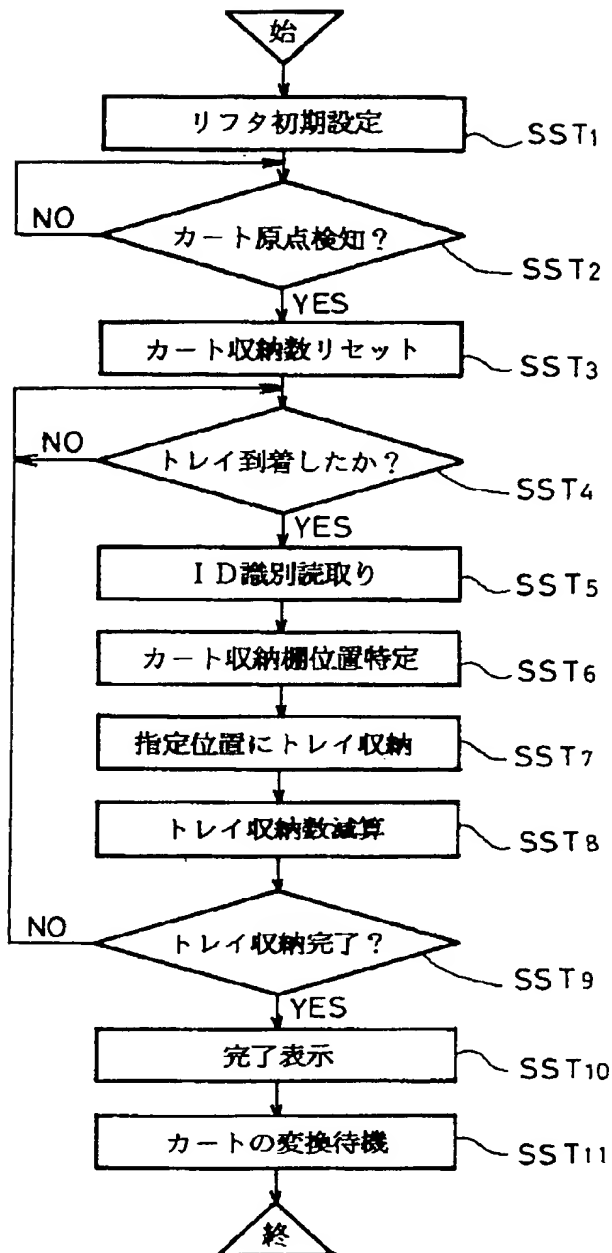 始
リフタ初期設定
SST1
NO
カート原点検知?
SST2
YES
カート収納数リセット
SST3
NO
トレイ到着したか?
SST4
YES
ID識別読取り
SST5
カート収納棚位置特定
SST6
指定位置にトレイ収納
SST7
トレイ収納数減算
SST8
NO
トレイ収納完了?
SST9
YES
完了表示
SST10
カートの変換待機
SST11
終